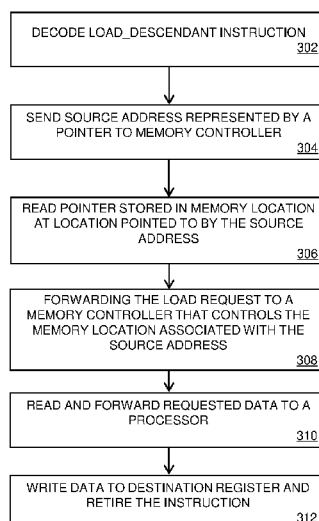 DECODE LOAD_DESCENDANT INSTRUCTION
302
SEND SOURCE ADDRESS REPRESENTED BY A
POINTER TO MEMORY CONTROLLER
304
READ POINTER STORED IN MEMORY LOCATION
AT LOCATION POINTED TO BY THE SOURCE
ADDRESS
306
FORWARDING THE LOAD REQUEST TO A
MEMORY CONTROLLER THAT CONTROLS THE
MEMORY LOCATION ASSOCIATED WITH THE
SOURCE ADDRESS
308
READ AND FORWARD REQUESTED DATA TO A
PROCESSOR
310
WRITE DATA TO DESTINATION REGISTER AND
RETIRE THE INSTRUCTION
312